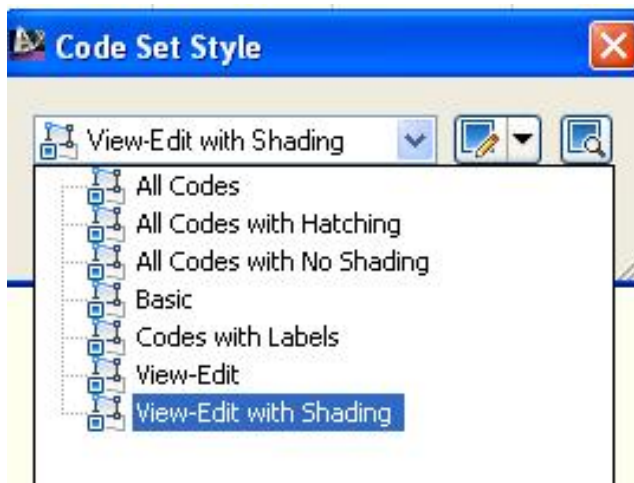 Code Set Style
View-Edit with Shading
All Codes
All Codes with Hatching
All Codes with No Shading
Basic
Codes with Labels
View-Edit
View-Edit with Shading